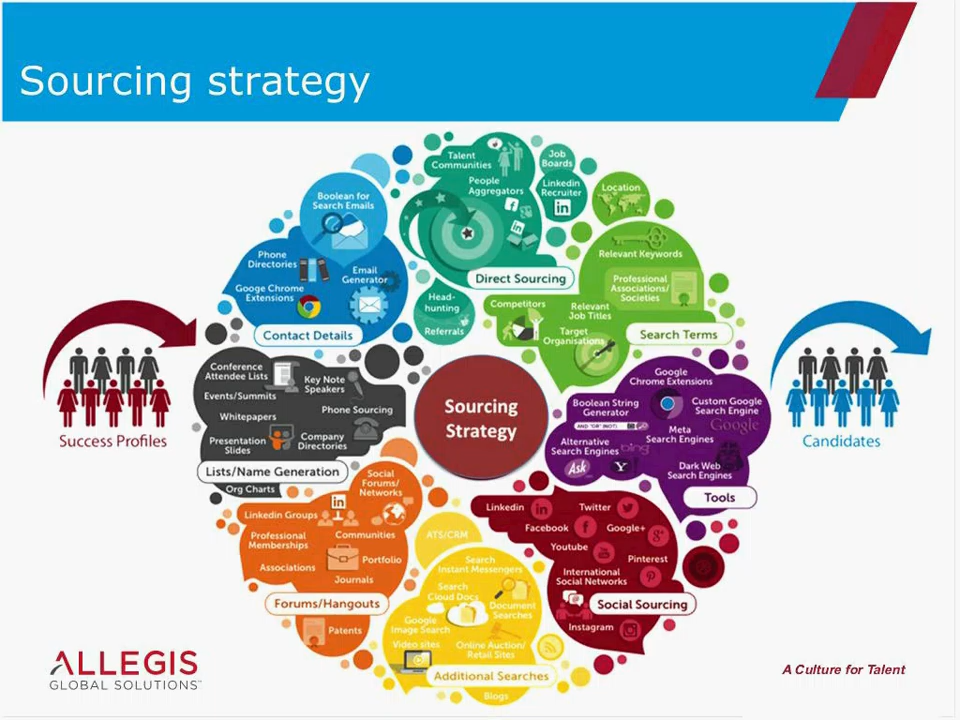 Sourcing strategy
Talent
Communities
Job
Boards
People
Aggregators
Linkedin
Recruiter
Direct Sourcing
Head-
hunting
Referrals
Boolean for
Search Emails
Phone
Directories
Email
Generator
Googe Chrome
Extensions
Contact Details
Location
Relevant Keywords
Professional
Associations/
Societies
Competitors
Relevant
Job Titles
Target
Organisations
Search Terms
Success Profiles
Sourcing
Strategy
Candidates
Conference
Attendee Lists
Key Note
Speakers
Events/Summits
Phone Sourcing
Whitepapers
Presentation
Slides
Company
Directories
Lists/Name Generation
Org Charts
Google
Chrome Extensions
Boolean String
Generator
AND "OR" (NOT)
Custom Google
Search Engine
Google
Meta
Search Engines
Alternative
Search Engines
bing
Ask
Y
Dark Web
Search Engines
Tools
Social
Forums/
Networks
Linkedin Groups
Professional
Memberships
Communities
Associations
Portfolio
Journals
Forums/Hangouts
Patents
ATS/CRM
Search
Instant Messengers
Search
Cloud Docs
Document
Searches
Google
Image Search
Video sites
Online Auction/
Retail Sites
Additional Searches
Blogs
Linkedin
Twitter
Facebook
Google+
Youtube
Pinterest
International
Social Networks
Social Sourcing
Instagram
ALLEGIS
GLOBAL SOLUTIONS
A Culture for Talent